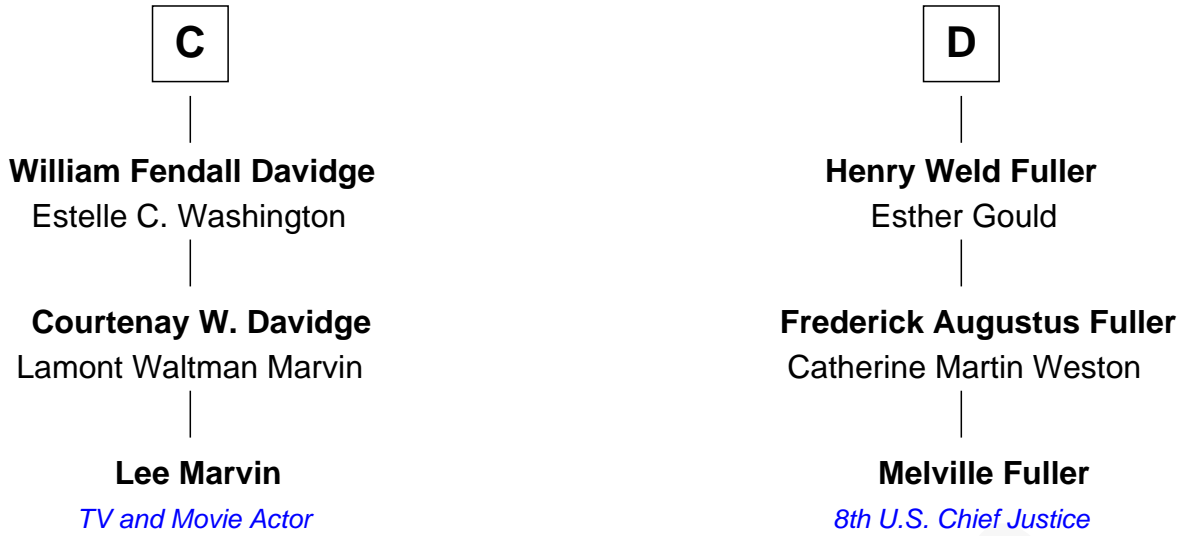 C
William Fendall Davidge
Estelle C. Washington
Courtenay W. Davidge
Lamont Waltman Marvin
Lee Marvin
TV and Movie Actor
D
Henry Weld Fuller
Esther Gould
Frederick Augustus Fuller
Catherine Martin Weston
Melville Fuller
8th U.S. Chief Justice